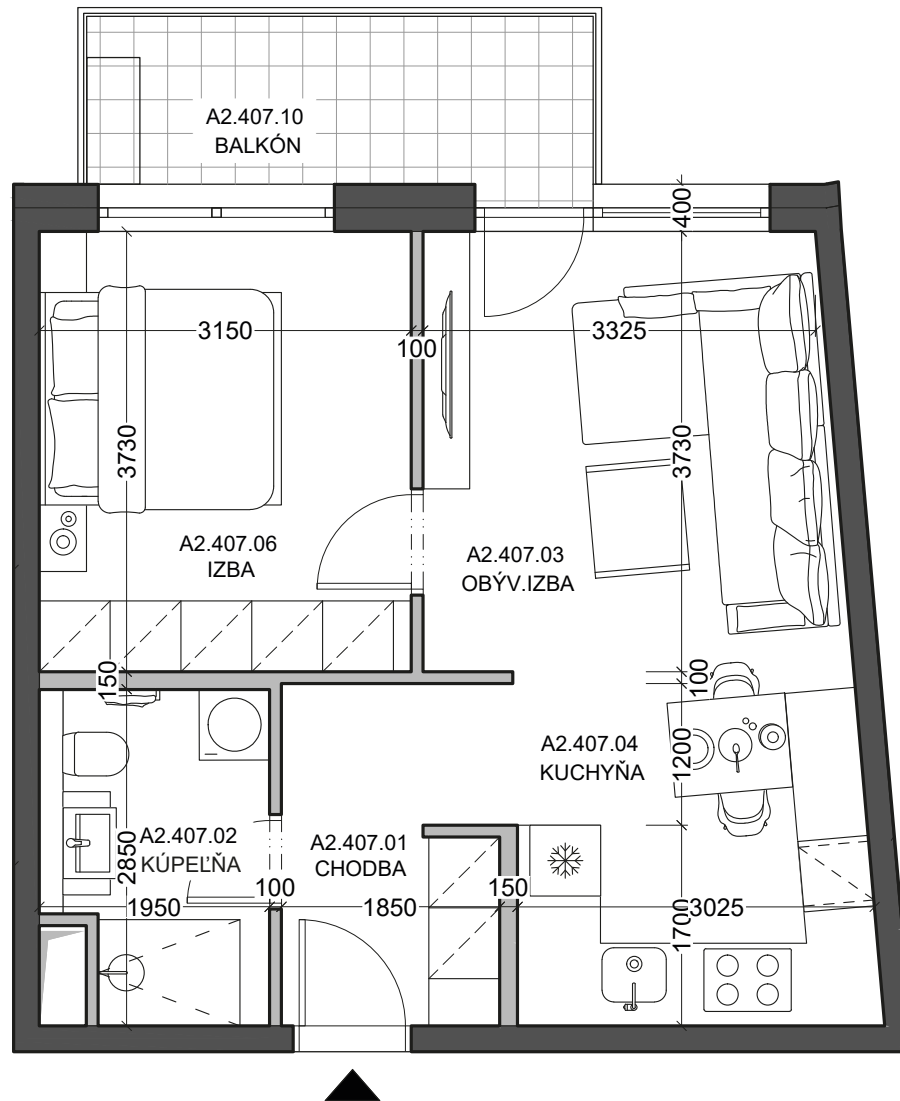 A2.407.10
BALKÓN
400
3150
100
3325
3730
3730
A2.407.06
IZBA
A2.407.03
OBÝV.IZBA
150
100
A2.407.04
KUCHYŇA
1200
A2.407.02
KÚPEĽŇA
A2.407.01
CHODBA
2850
1950
100
1850
150
1700
3025